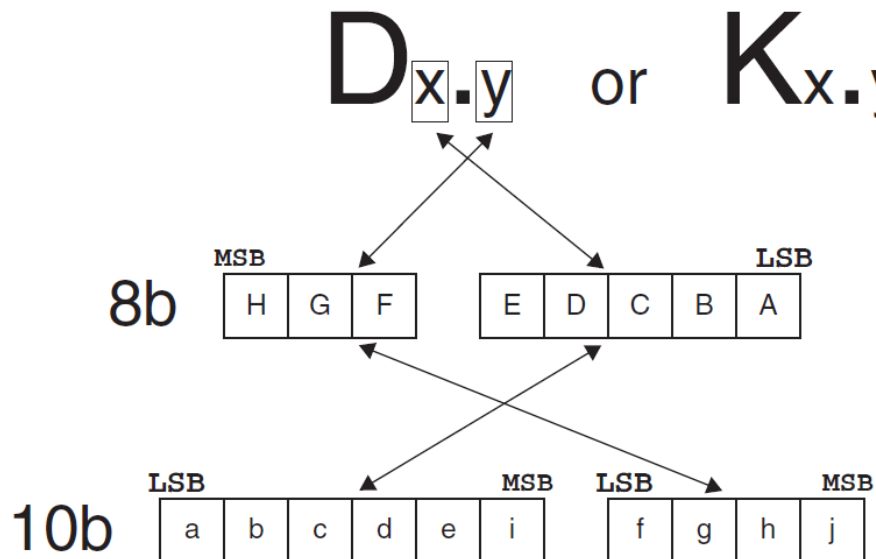 Dx.y or Kx.y
MSB LSB
8b H G F E D C B A
LSB MSB LSB MSB
10b a b c d e i f g h j